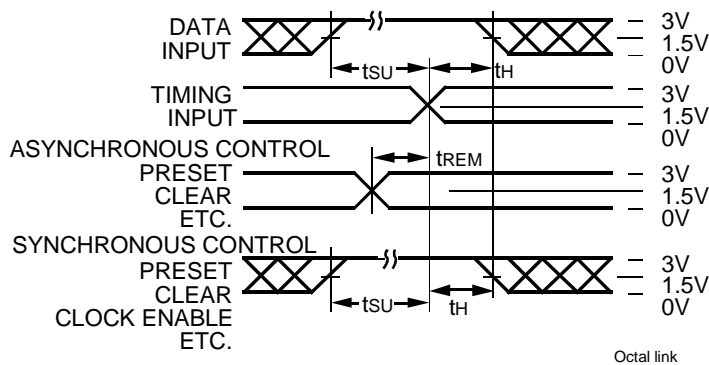 DATA
INPUT
3V
1.5V
0V
tSU
tH
TIMING
INPUT
3V
1.5V
0V
ASYNCHRONOUS CONTROL
PRESET
CLEAR
ETC.
tREM
3V
1.5V
0V
SYNCHRONOUS CONTROL
PRESET
CLEAR
CLOCK ENABLE
ETC.
tSU
tH
3V
1.5V
0V
Octal link